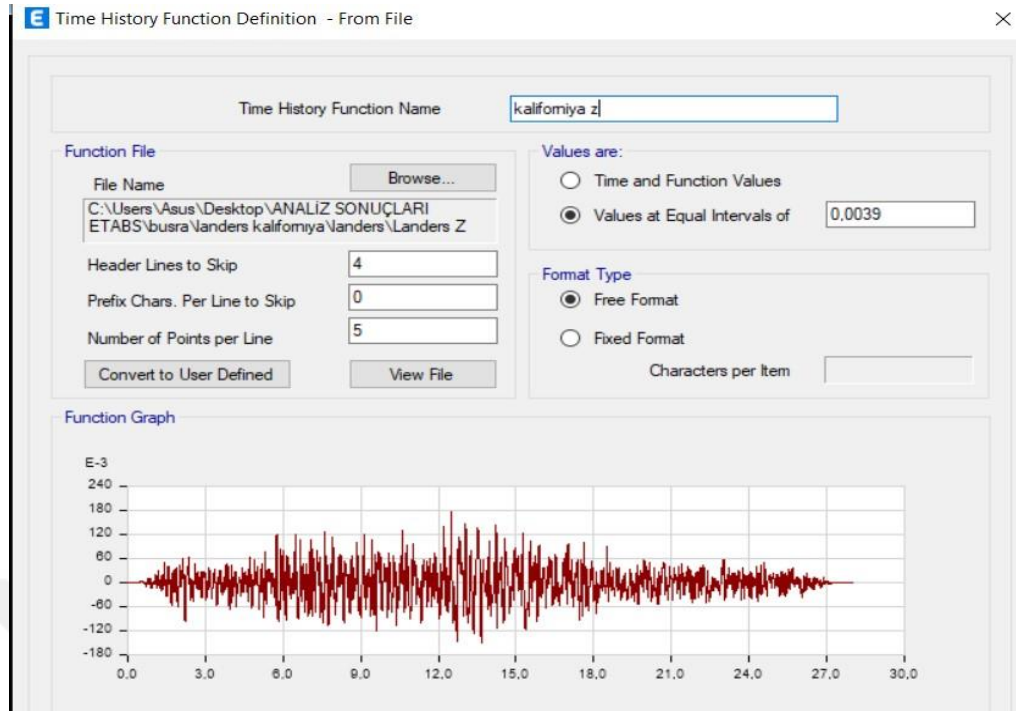 E Time History Function Definition - From File
Time History Function Name kaliforniya z
Function File
File Name Browse...
C:\Users\Asus\Desktop\ANALİZ SONUÇLARI
ETABS\busra\landers kaliforniya\landers\Landers Z
Header Lines to Skip 4
Prefix Chars. Per Line to Skip 0
Number of Points per Line 5
Convert to User Defined View File
Values are:
Time and Function Values
Values at Equal Intervals of 0,0039
Format Type
Free Format
Fixed Format
Characters per Item
Function Graph
E-3
240
180
120
60
0
-60
-120
-180
0,0 3,0 6,0 9,0 12,0 15,0 18,0 21,0 24,0 27,0 30,0